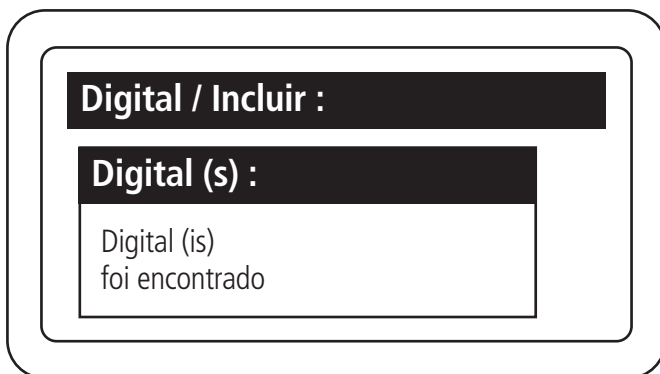 Digital / Incluir :
Digital (s) :
Digital (is)
foi encontrado